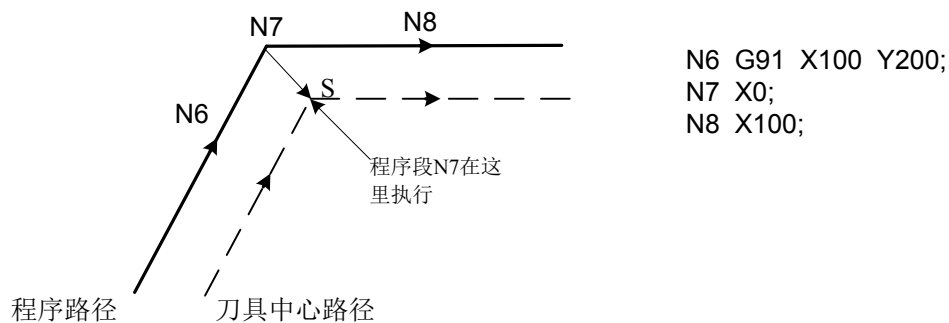 N7
N8
N6 G91 X100 Y200;
N7 X0;
N8 X100;
S
N6
程序段N7在这
里执行
程序路径
刀具中心路径